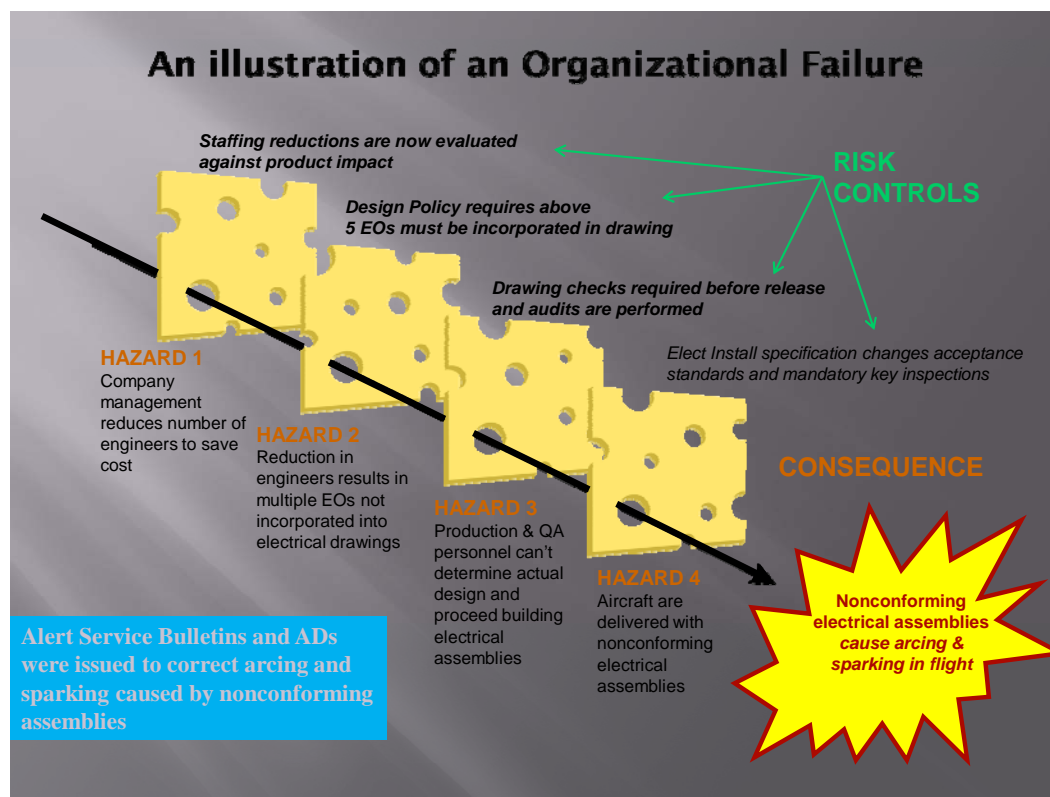 An illustration of an Organizational Failure
Staffing reductions are now evaluated
against product impact
RISK
CONTROLS
Design Policy requires above
5 EOs must be incorporated in drawing
Drawing checks required before release
and audits are performed
Elect Install specification changes acceptance
standards and mandatory key inspections
HAZARD 1
Company
management
reduces number of
engineers to save
cost
HAZARD 2
Reduction in
engineers results in
multiple EOs not
incorporated into
electrical drawings
HAZARD 3
Production & QA
personnel can't
determine actual
design and
proceed building
electrical
assemblies
HAZARD 4
Aircraft are
delivered with
nonconforming
electrical
assemblies
CONSEQUENCE
Nonconforming
electrical assemblies
cause arcing &
sparking in flight
Alert Service Bulletins and ADs
were issued to correct arcing and
sparking caused by nonconforming
assemblies